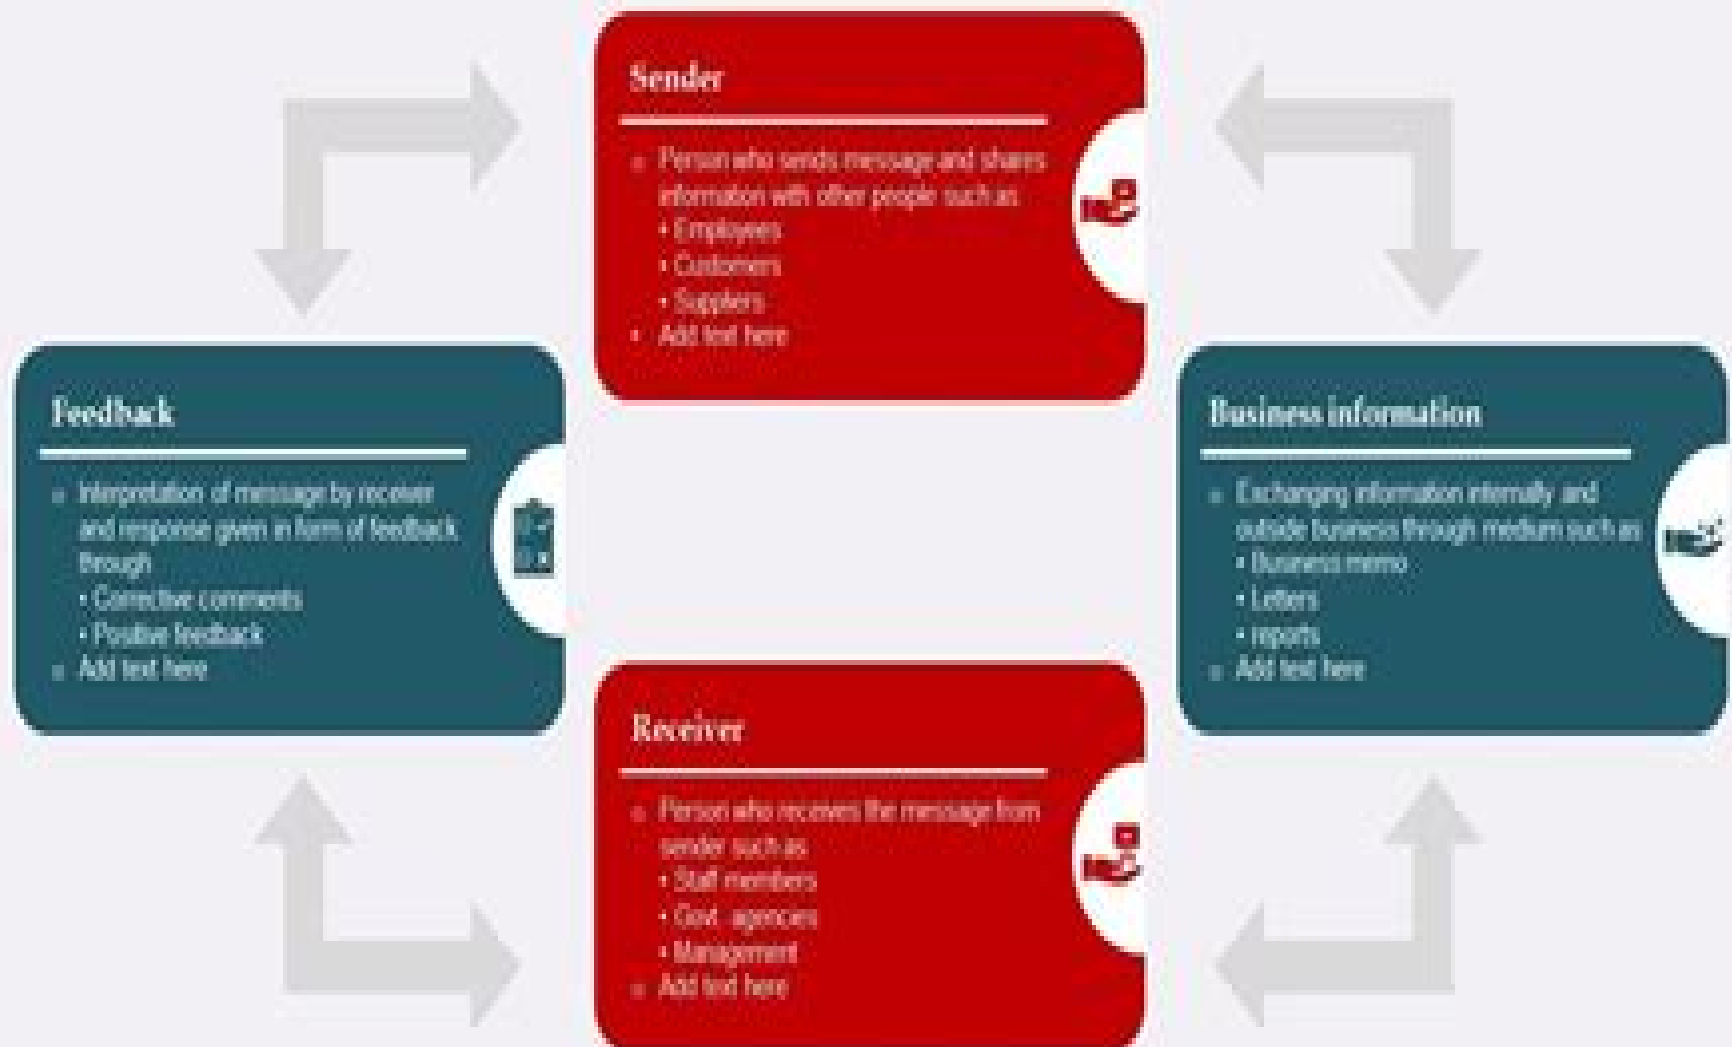 Sender
Person who sends message and shares
information with other people such as
• Employees
• Customers
• Suppliers
• Add text here
Feedback
Interpretation of message by receiver
and response given in form of feedback
through
• Corrective comments
• Positive feedback
Add text here
Business information
Exchanging information internally and
outside business through medium such as
• Business memo
• Letters
• reports
Add text here
Receiver
Person who receives the message from
sender such as
• Staff members
• Govt. agencies
• Management
Add text here